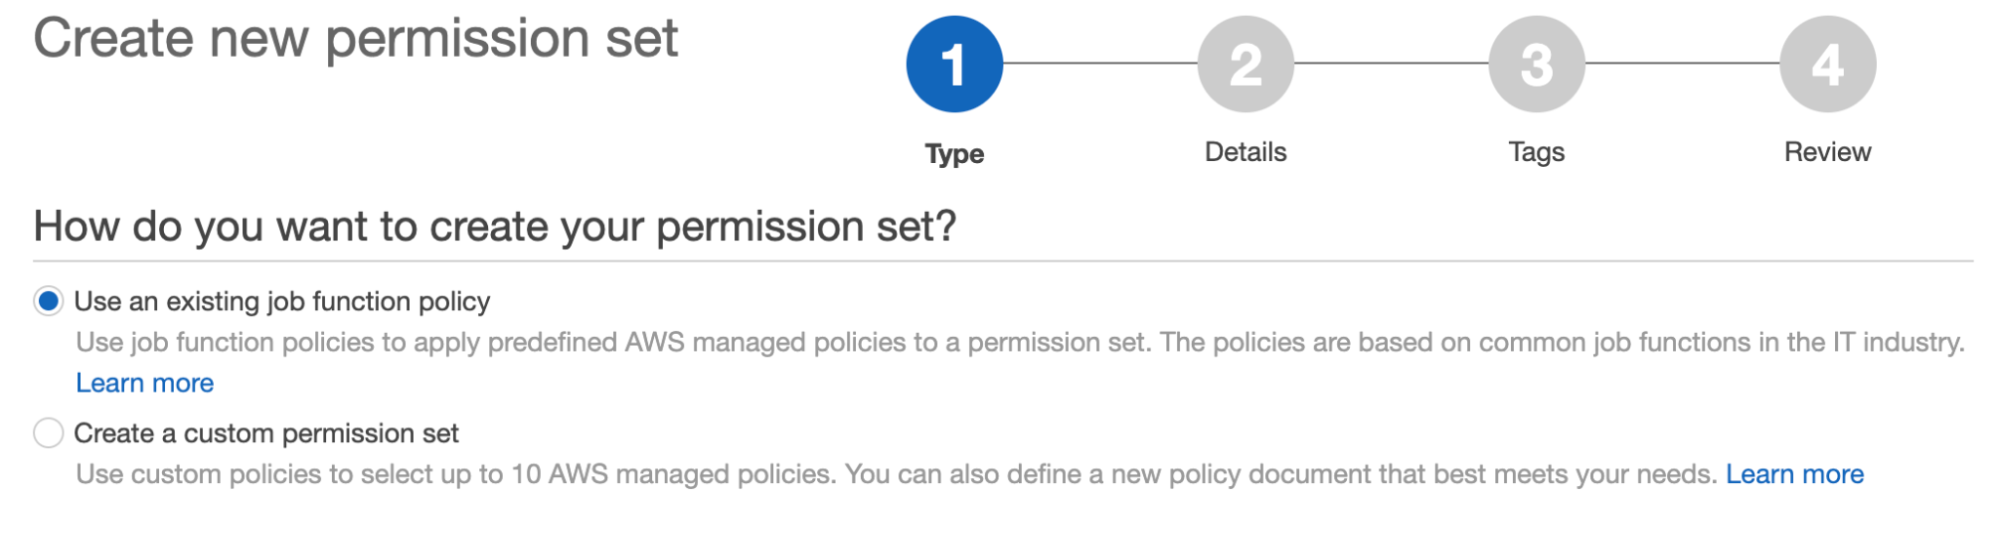 Create new permission set
1
2
3
4
Type
Details
Tags
Review
How do you want to create your permission set?
Use an existing job function policy
Use job function policies to apply predefined AWS managed policies to a permission set. The policies are based on common job functions in the IT industry.
Learn more
Create a custom permission set
Use custom policies to select up to 10 AWS managed policies. You can also define a new policy document that best meets your needs. Learn more